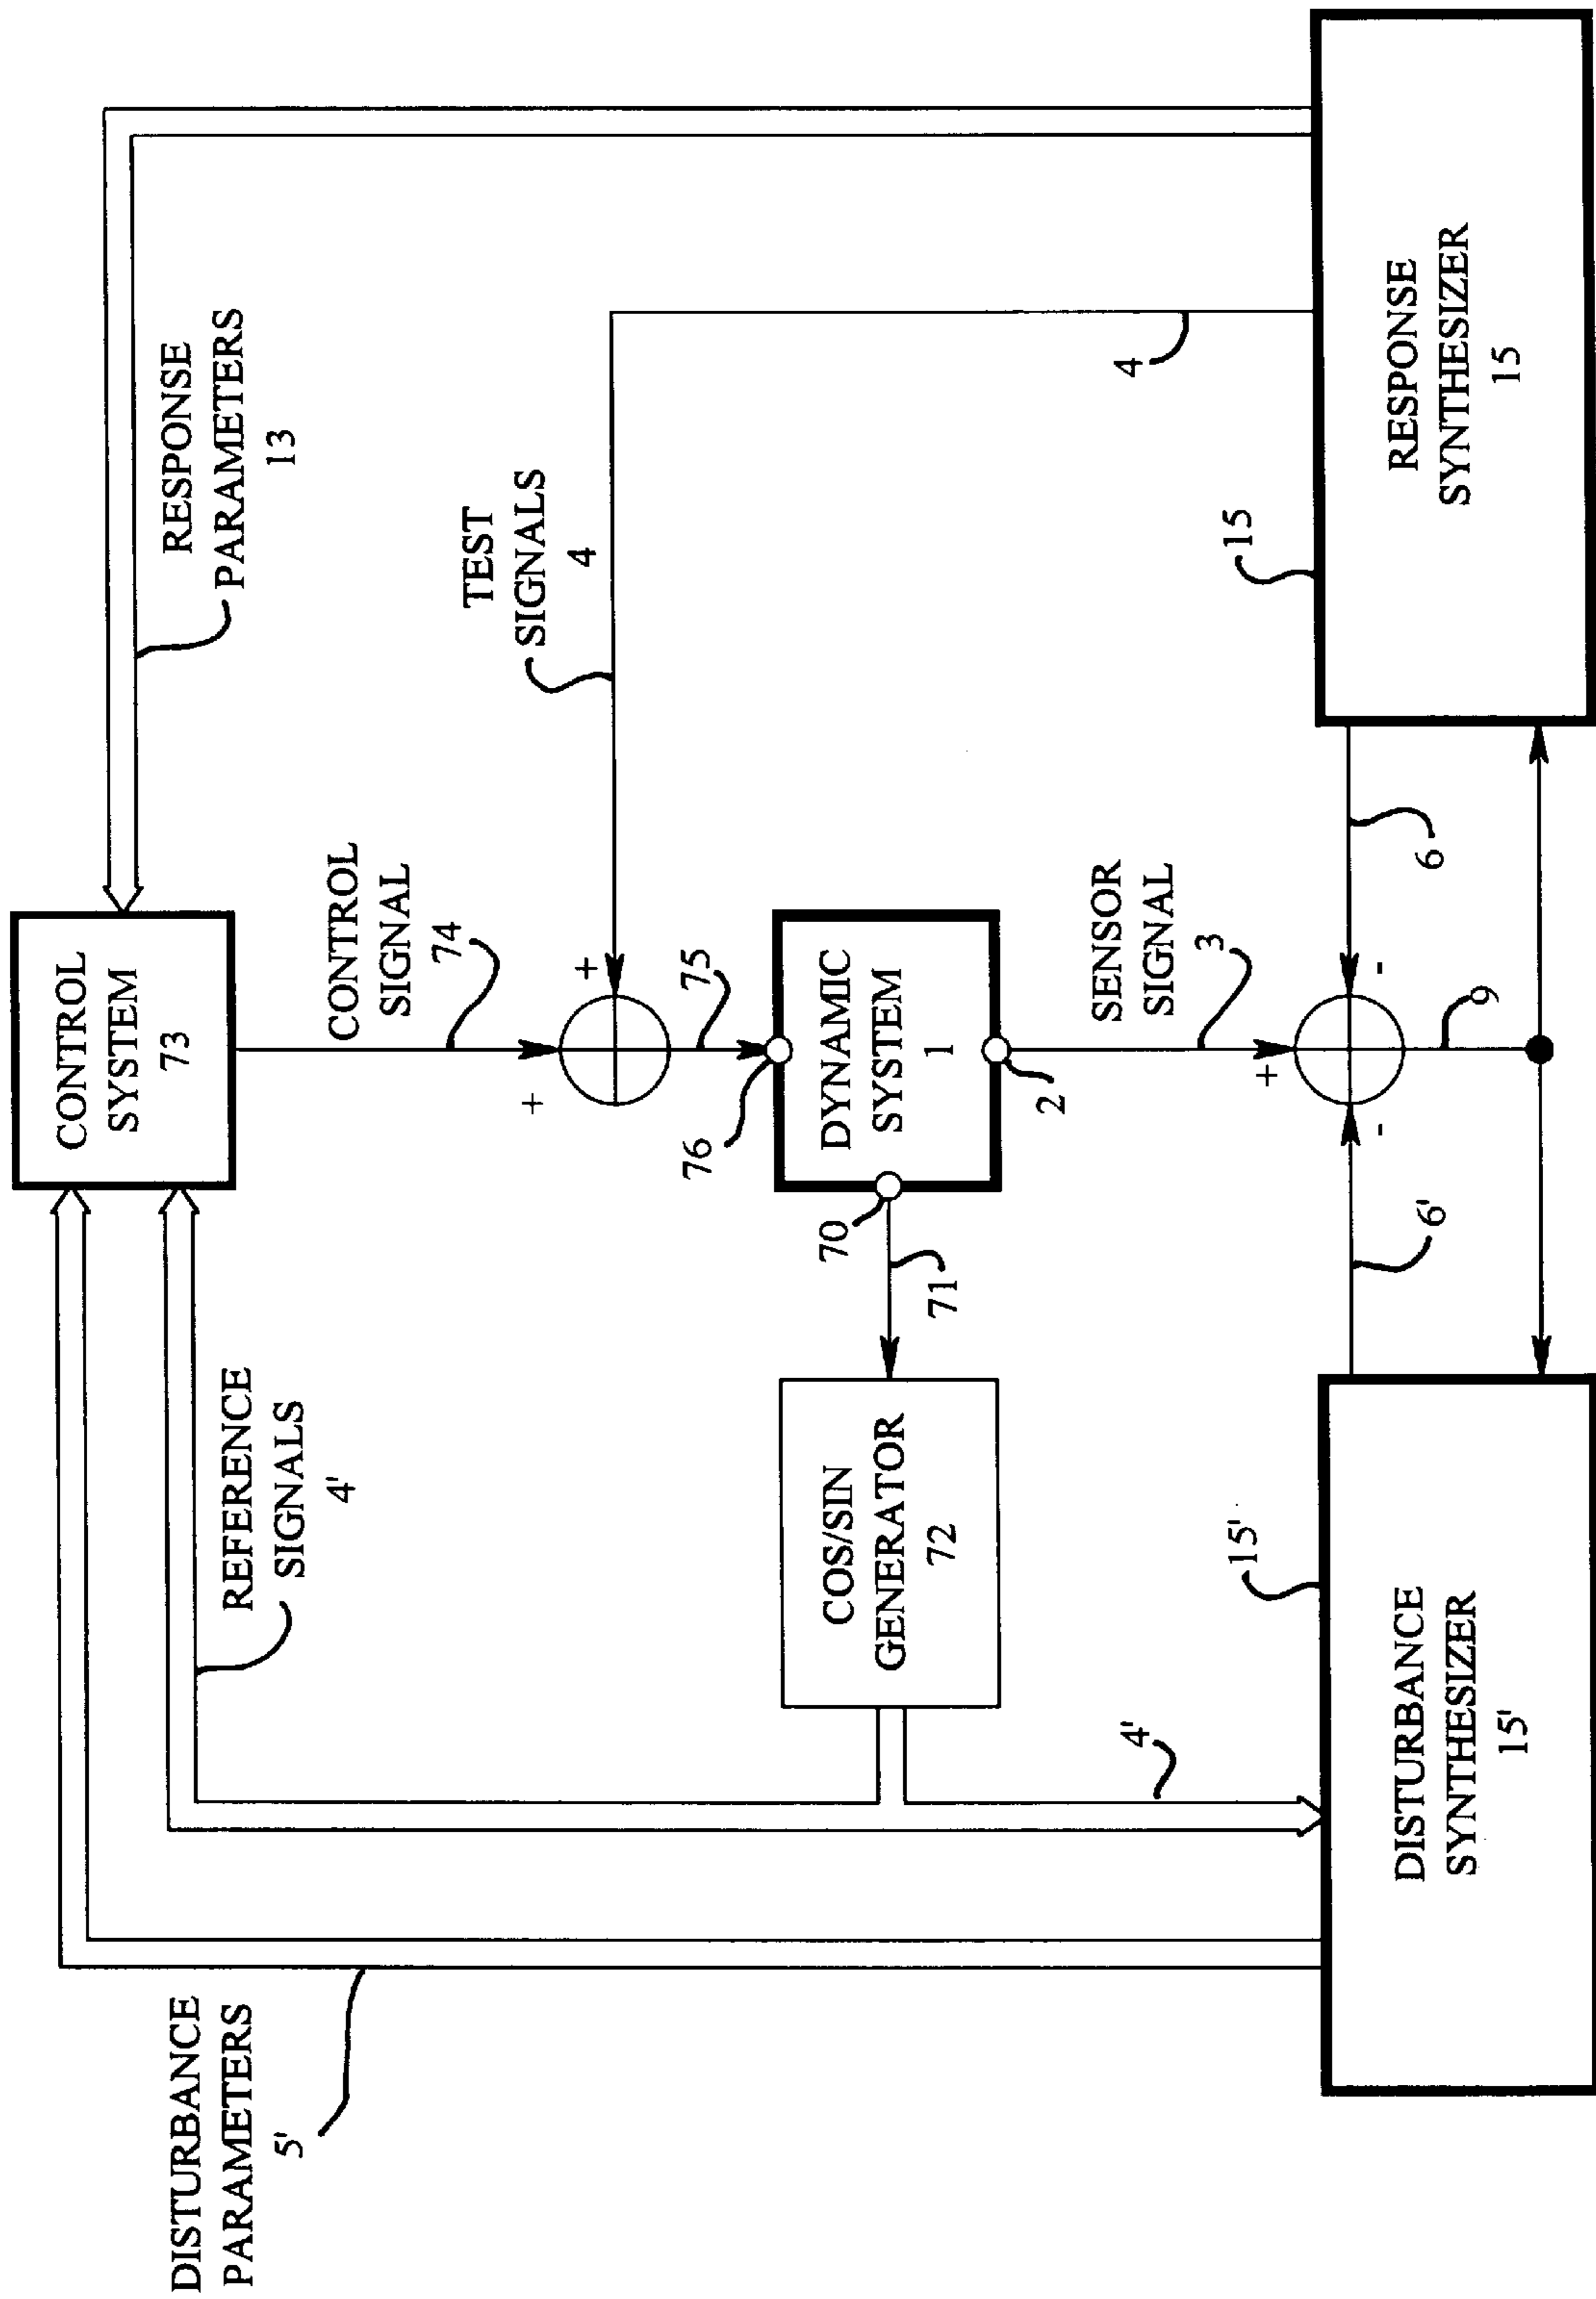 DISTURBANCE
PARAMETERS
5'
REFERENCE
SIGNALS
4'
CONTROL
SYSTEM
73
RESPONSE
PARAMETERS
13
CONTROL
SIGNAL
74
TEST
SIGNALS
4
+
+
75
76
COS/SIN
GENERATOR
72
71
70
DYNAMIC
SYSTEM
1
2
SENSOR
SIGNAL
3
4'
4
15'
15
+
-
-
6'
6
9
DISTURBANCE
SYNTHESIZER
15'
RESPONSE
SYNTHESIZER
15